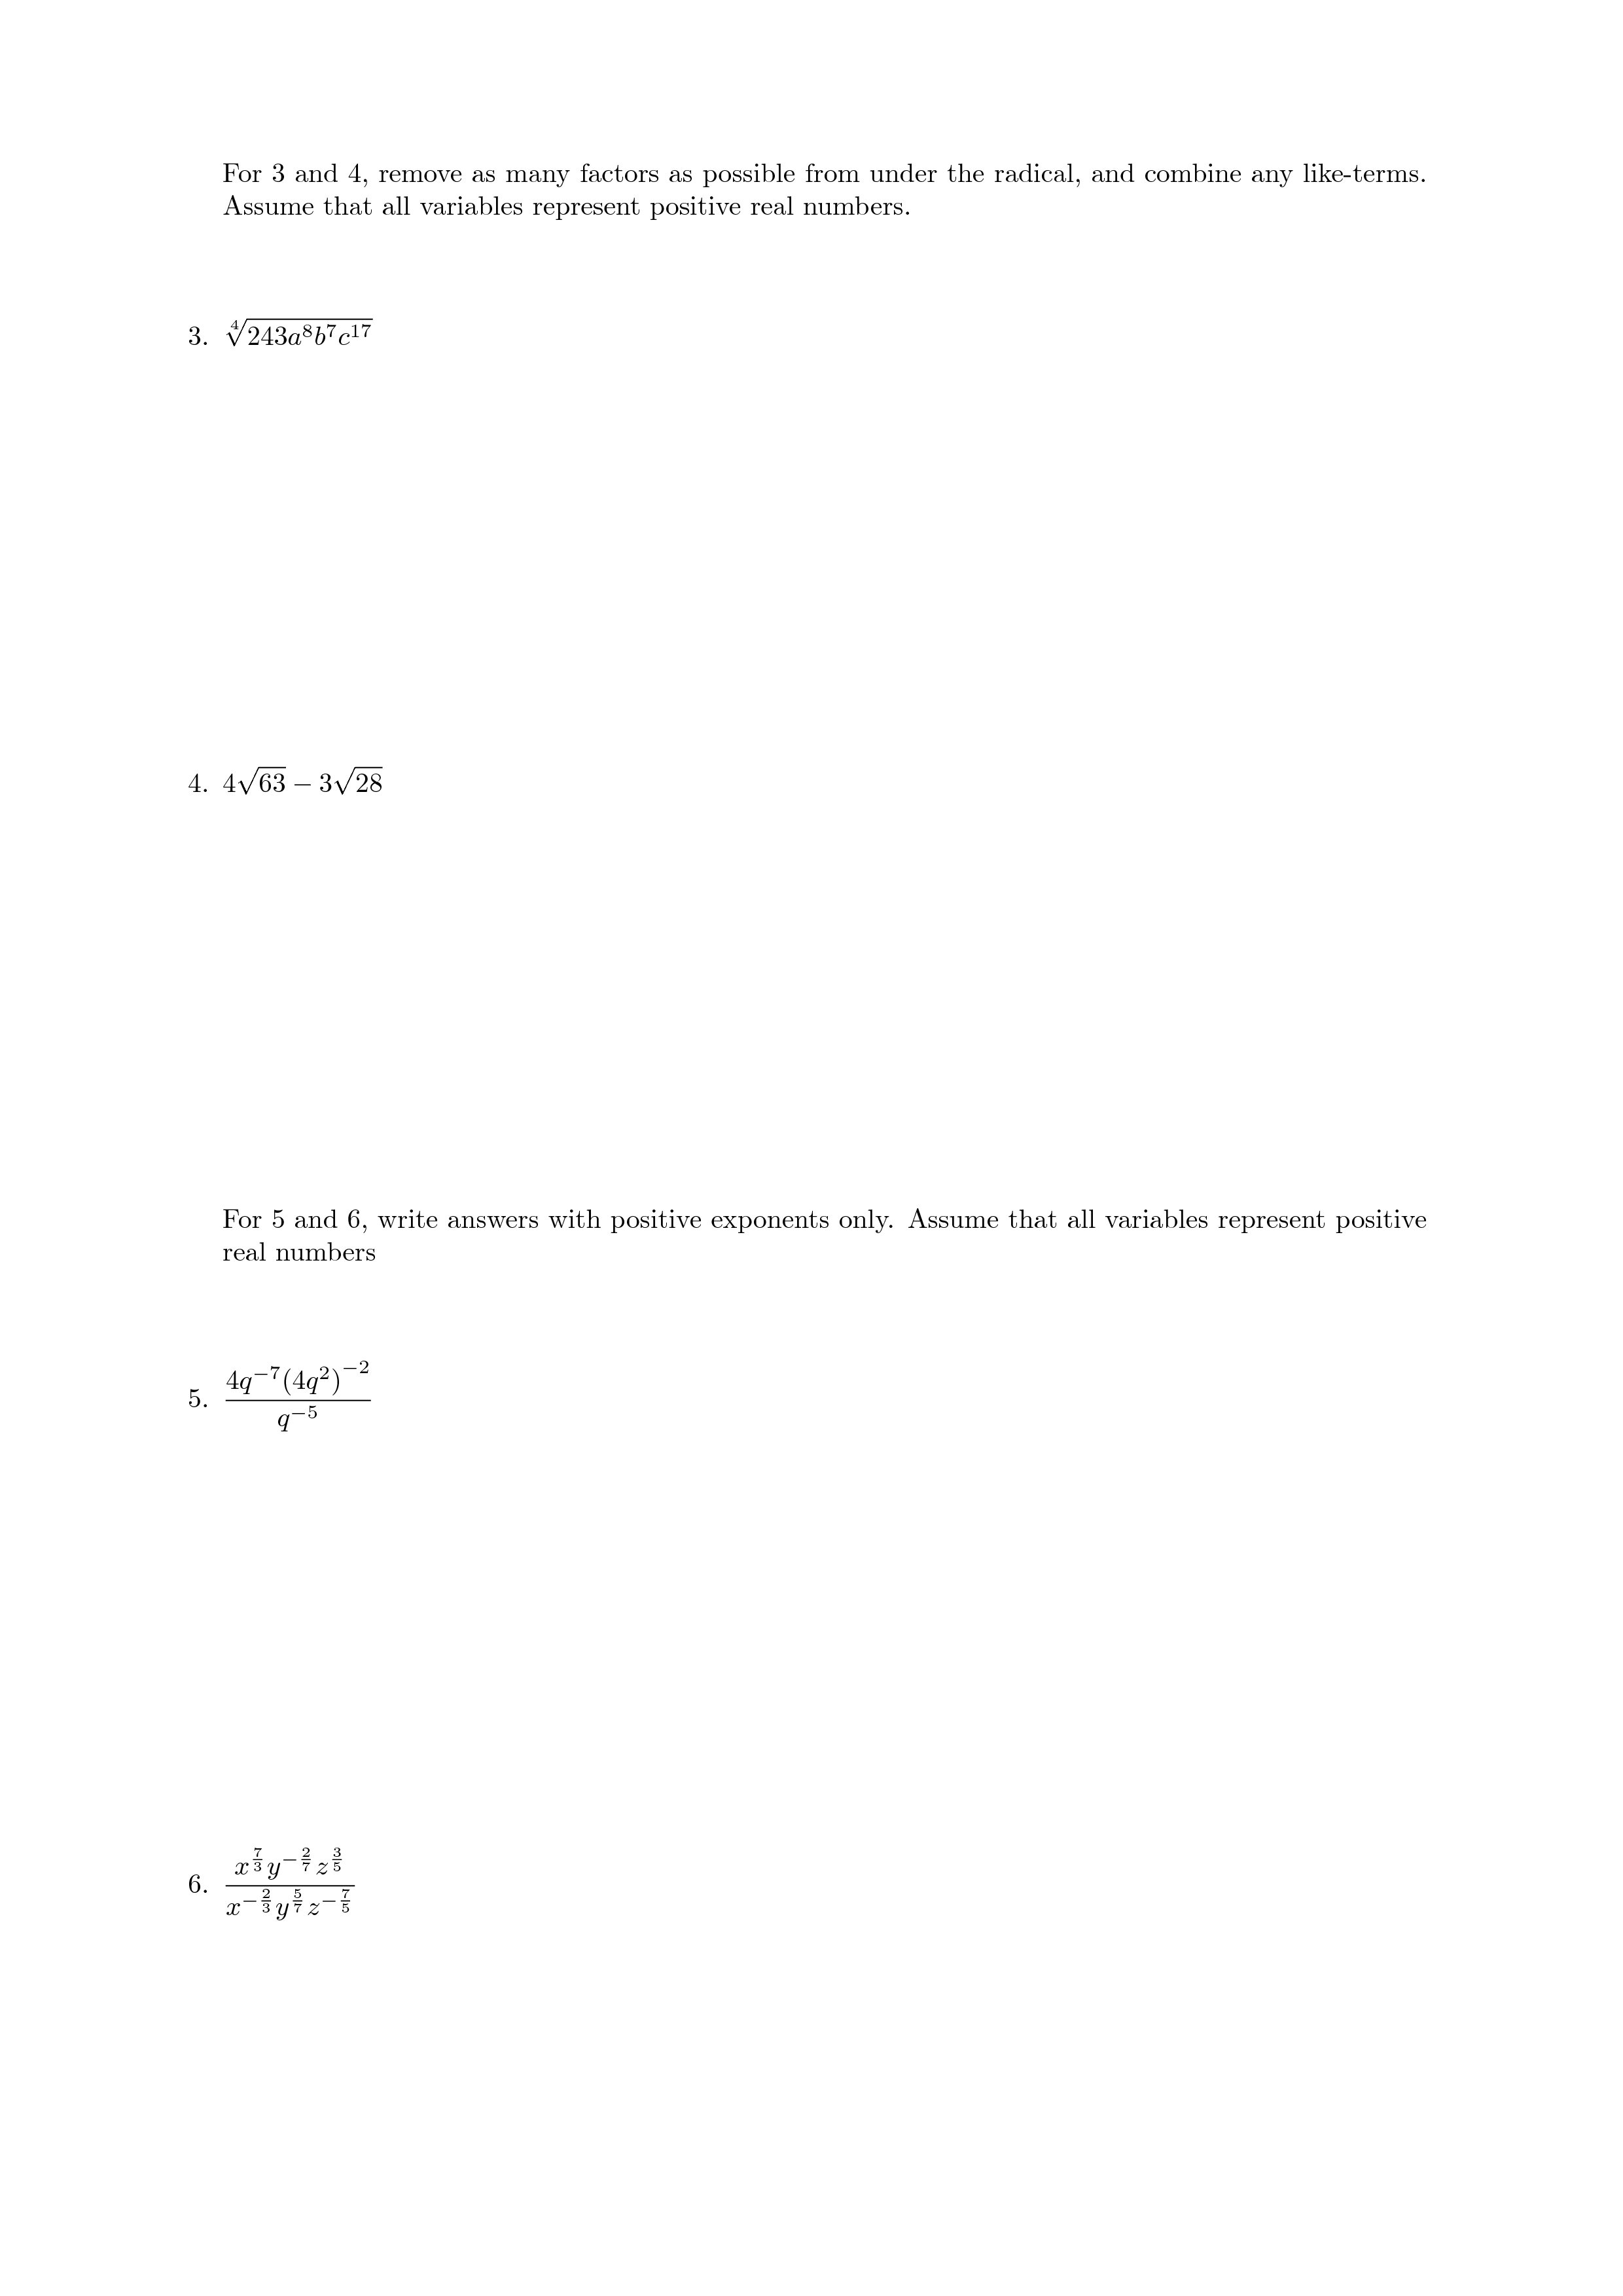 For 3 and 4, remove as many factors as possible from under the radical, and combine any like-terms.
Assume that all variables represent positive real numbers.
3. $\sqrt[4]{243a^8b^7c^{17}}$
4. $4\sqrt{63} - 3\sqrt{28}$
For 5 and 6, write answers with positive exponents only. Assume that all variables represent positive
real numbers
5. $\frac{4q^{-7}(4q^2)^{-2}}{q^{-5}}$
6. $\frac{x^{\frac{7}{3}}y^{-\frac{2}{7}}z^{\frac{3}{5}}}{x^{-\frac{2}{3}}y^{\frac{5}{7}}z^{-\frac{7}{5}}}$